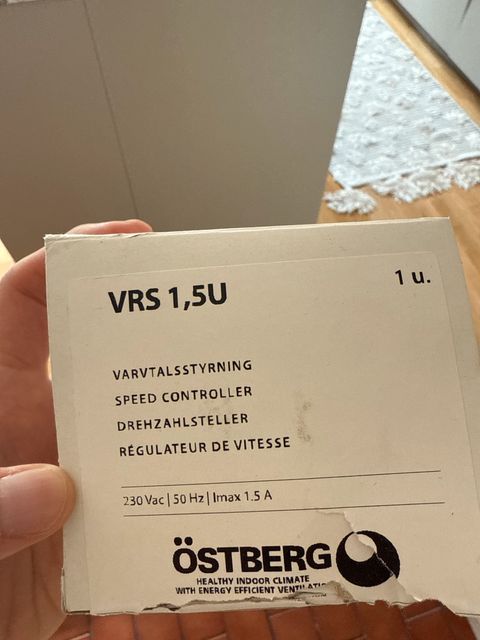 VRS 1,5U
1 u.
VARVTALSSTYRNING
SPEED CONTROLLER
DREHZAHLSTELLER
RÉGULATEUR DE VITESSE
230 Vac | 50 Hz | Imax 1.5 A
ÖSTBERG
HEALTHY INDOOR CLIMATE
WITH ENERGY EFFICIENT